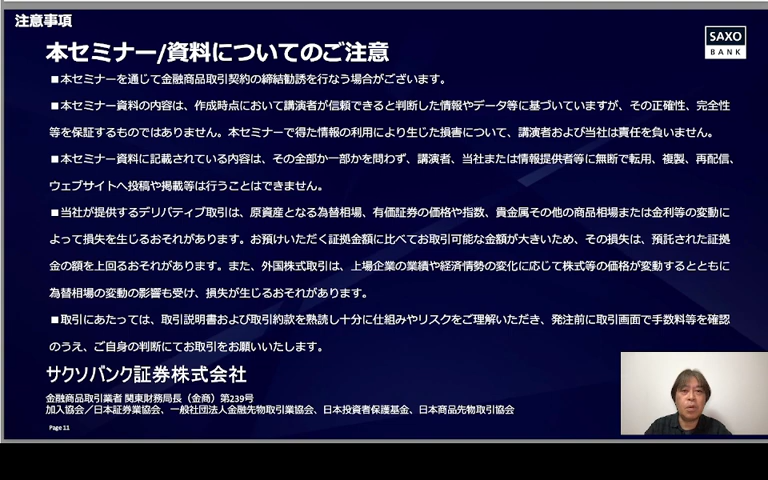 注意事項
SAXO
BANK
本セミナー/資料についてのご注意
■本セミナーを通じて金融商品取引契約の締結勧誘を行なう場合がございます。
■本セミナー資料の内容は、作成時点において講演者が信頼できると判断した情報やデータ等に基づいていますが、その正確性、完全性
等を保証するものではありません。本セミナーで得た情報の利用により生じた損害について、講演者および当社は責任を負いません。
■本セミナー資料に記載されている内容は、その全部か一部かを問わず、講演者、当社または情報提供者等に無断で転用、複製、再配信、
ウェブサイトへ投稿や掲載等は行うことはできません。
■当社が提供するデリバティブ取引は、原資産となる為替相場、有価証券の価格や指数、貴金属その他の商品相場または金利等の変動に
よって損失を生じるおそれがあります。お預けいただく証拠金額に比べてお取引可能な金額が大きいため、その損失は、預託された証拠
金の額を上回るおそれがあります。また、外国株式取引は、上場企業の業績や経済情勢の変化に応じて株式等の価格が変動するとともに
為替相場の変動の影響も受け、損失が生じるおそれがあります。
■取引にあたっては、取引説明書および取引約款を熟読し十分に仕組みやリスクをご理解いただき、発注前に取引画面で手数料等を確認
のうえ、ご自身の判断にてお取引をお願いいたします。
サクソバンク証券株式会社
金融商品取引業者 関東財務局長（金商）第239号
加入協会／日本証券業協会、一般社団法人金融先物取引業協会、日本投資者保護基金、日本商品先物取引協会
Page 11